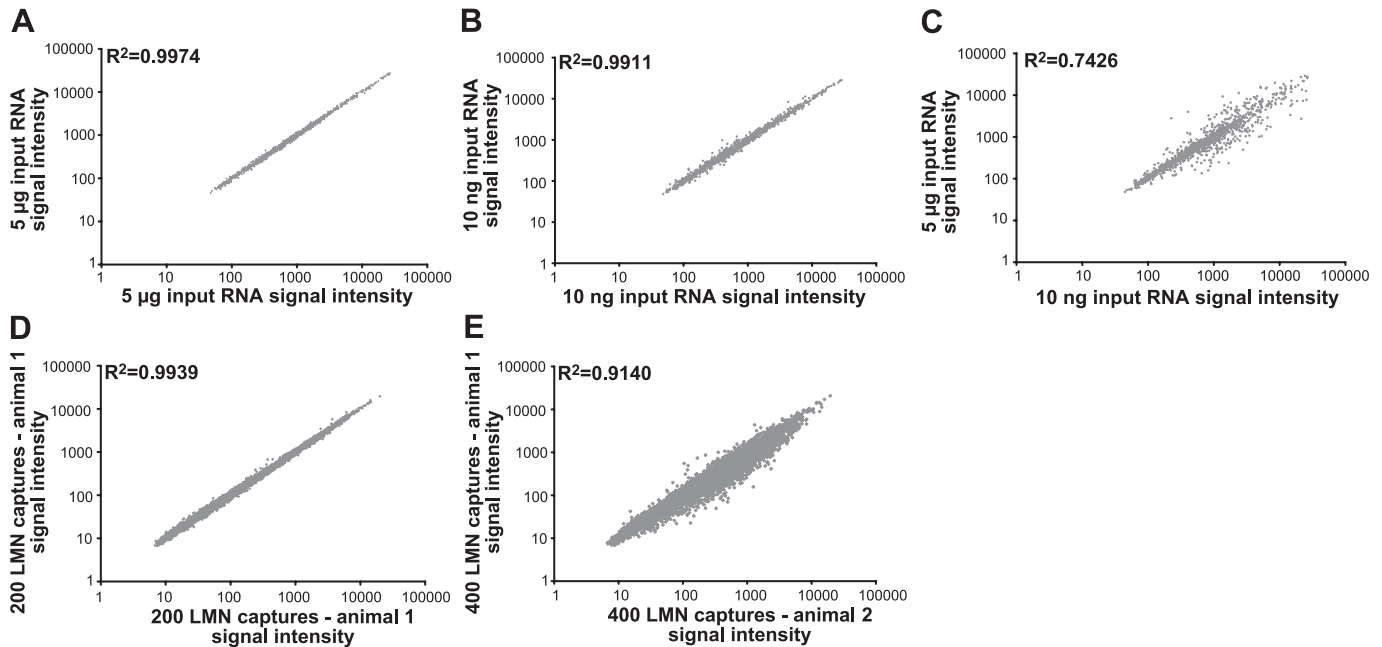 A
R2=0.9974
100000
10000
1000
100
10
1
5 µg input RNA
signal intensity
1 10 100 1000 10000 100000
5 µg input RNA signal intensity
B
R2=0.9911
100000
10000
1000
100
10
1
10 ng input RNA
signal intensity
1 10 100 1000 10000 100000
10 ng input RNA signal intensity
C
R2=0.7426
100000
10000
1000
100
10
1
5 µg input RNA
signal intensity
1 10 100 1000 10000 100000
10 ng input RNA signal intensity
D
R2=0.9939
100000
10000
1000
100
10
1
200 LMN captures - animal 1
signal intensity
1 10 100 1000 10000 100000
200 LMN captures - animal 1
signal intensity
E
R2=0.9140
100000
10000
1000
100
10
1
400 LMN captures - animal 1
signal intensity
1 10 100 1000 10000 100000
400 LMN captures - animal 2
signal intensity